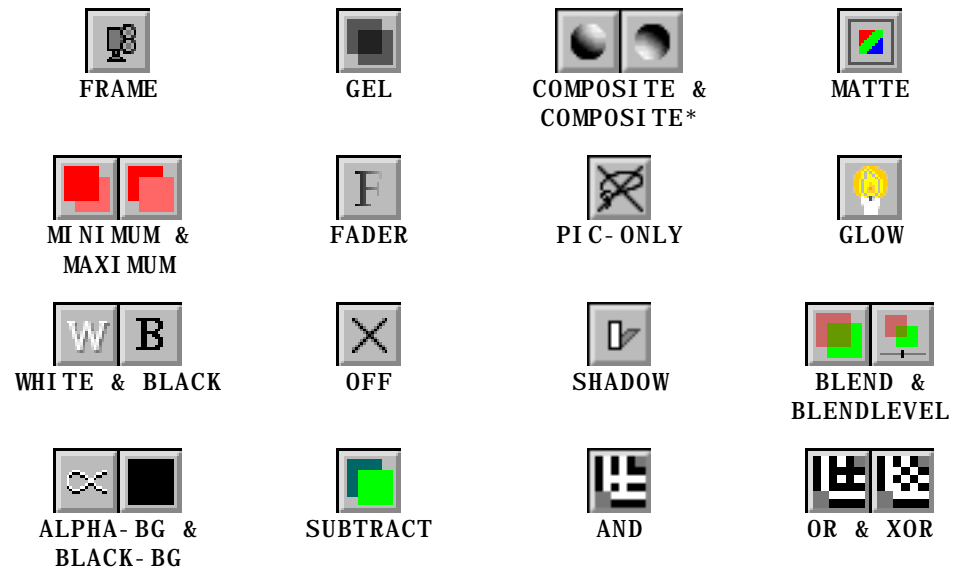 FRAME
GEL
COMPOSITE &
COMPOSITE*
MATTE
MINIMUM &
MAXIMUM
F
FADER
PIC-ONLY
GLOW
W B
WHITE & BLACK
OFF
SHADOW
BLEND &
BLENDLEVEL
ALPHA-BG &
BLACK-BG
SUBTRACT
AND
OR & XOR